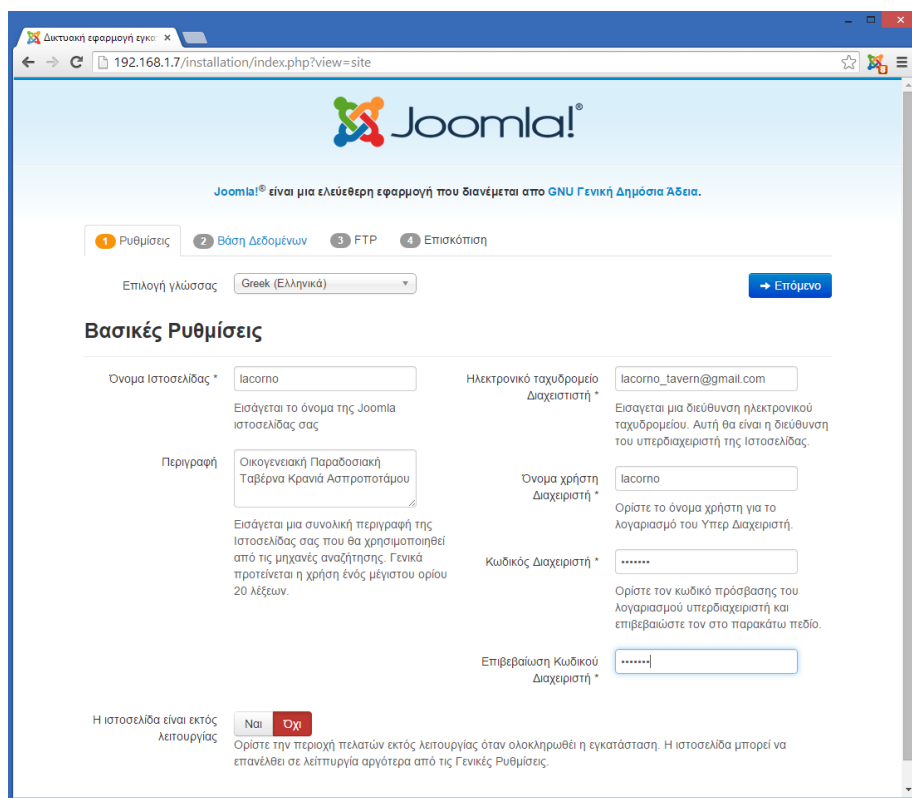 Δικτυακή εφαρμογή εγκα
192.168.1.7/installation/index.php?view=site
Joomla!®
Joomla!® είναι μια ελεύθερη εφαρμογή που διανέμεται απο GNU Γενική Δημόσια Άδεια.
1 Ρυθμίσεις 2 Βάση Δεδομένων 3 FTP 4 Επισκόπιση
Επιλογή γλώσσας Greek (Ελληνικά) Επόμενο
Βασικές Ρυθμίσεις
Όνομα Ιστοσελίδας * lacorno
Εισάγεται το όνομα της Joomla
ιστοσελίδας σας
Περιγραφή Οικογενειακή Παραδοσιακή
Ταβέρνα Κρανιά Ασπροποτάμου
Εισάγεται μια συνολική περιγραφή της
Ιστοσελίδας σας που θα χρησιμοποιηθεί
από τις μηχανές αναζήτησης. Γενικά
προτείνεται η χρήση ένός μέγιστου ορίου
20 λέξεων.
Ηλεκτρονικό ταχυδρομείο lacorno_tavern@gmail.com
Διαχειστιστή *
Εισαγεται μια διεύθυνση ηλεκτρονικού
ταχυδρομείου. Αυτή θα είναι η διεύθυνση
του υπερδιαχειριστή της Ιστοσελίδας.
Όνομα χρήστη lacorno
Διαχειριστή *
Ορίστε το όνομα χρήστη για το
λογαριασμό του Υπερ Διαχειριστή.
Κωδικός Διαχειριστή * •••••••
Ορίστε τον κωδικό πρόσβασης του
λογαριασμού υπερδιαχειριστή και
επιβεβαιώστε τον στο παρακάτω πεδίο.
Επιβεβαίωση Κωδικού •••••••
Διαχειριστή *
Η ιστοσελίδα είναι εκτός Ναι Όχι
λειτουργίας
Ορίστε την περιοχή πελατών εκτός λειτουργίας όταν ολοκληρωθέι η εγκατάσταση. Η ιστοσελίδα μπορεί να
επανέλθει σε λείτπυργία αργότερα από τις Γενικές Ρυθμίσεις.